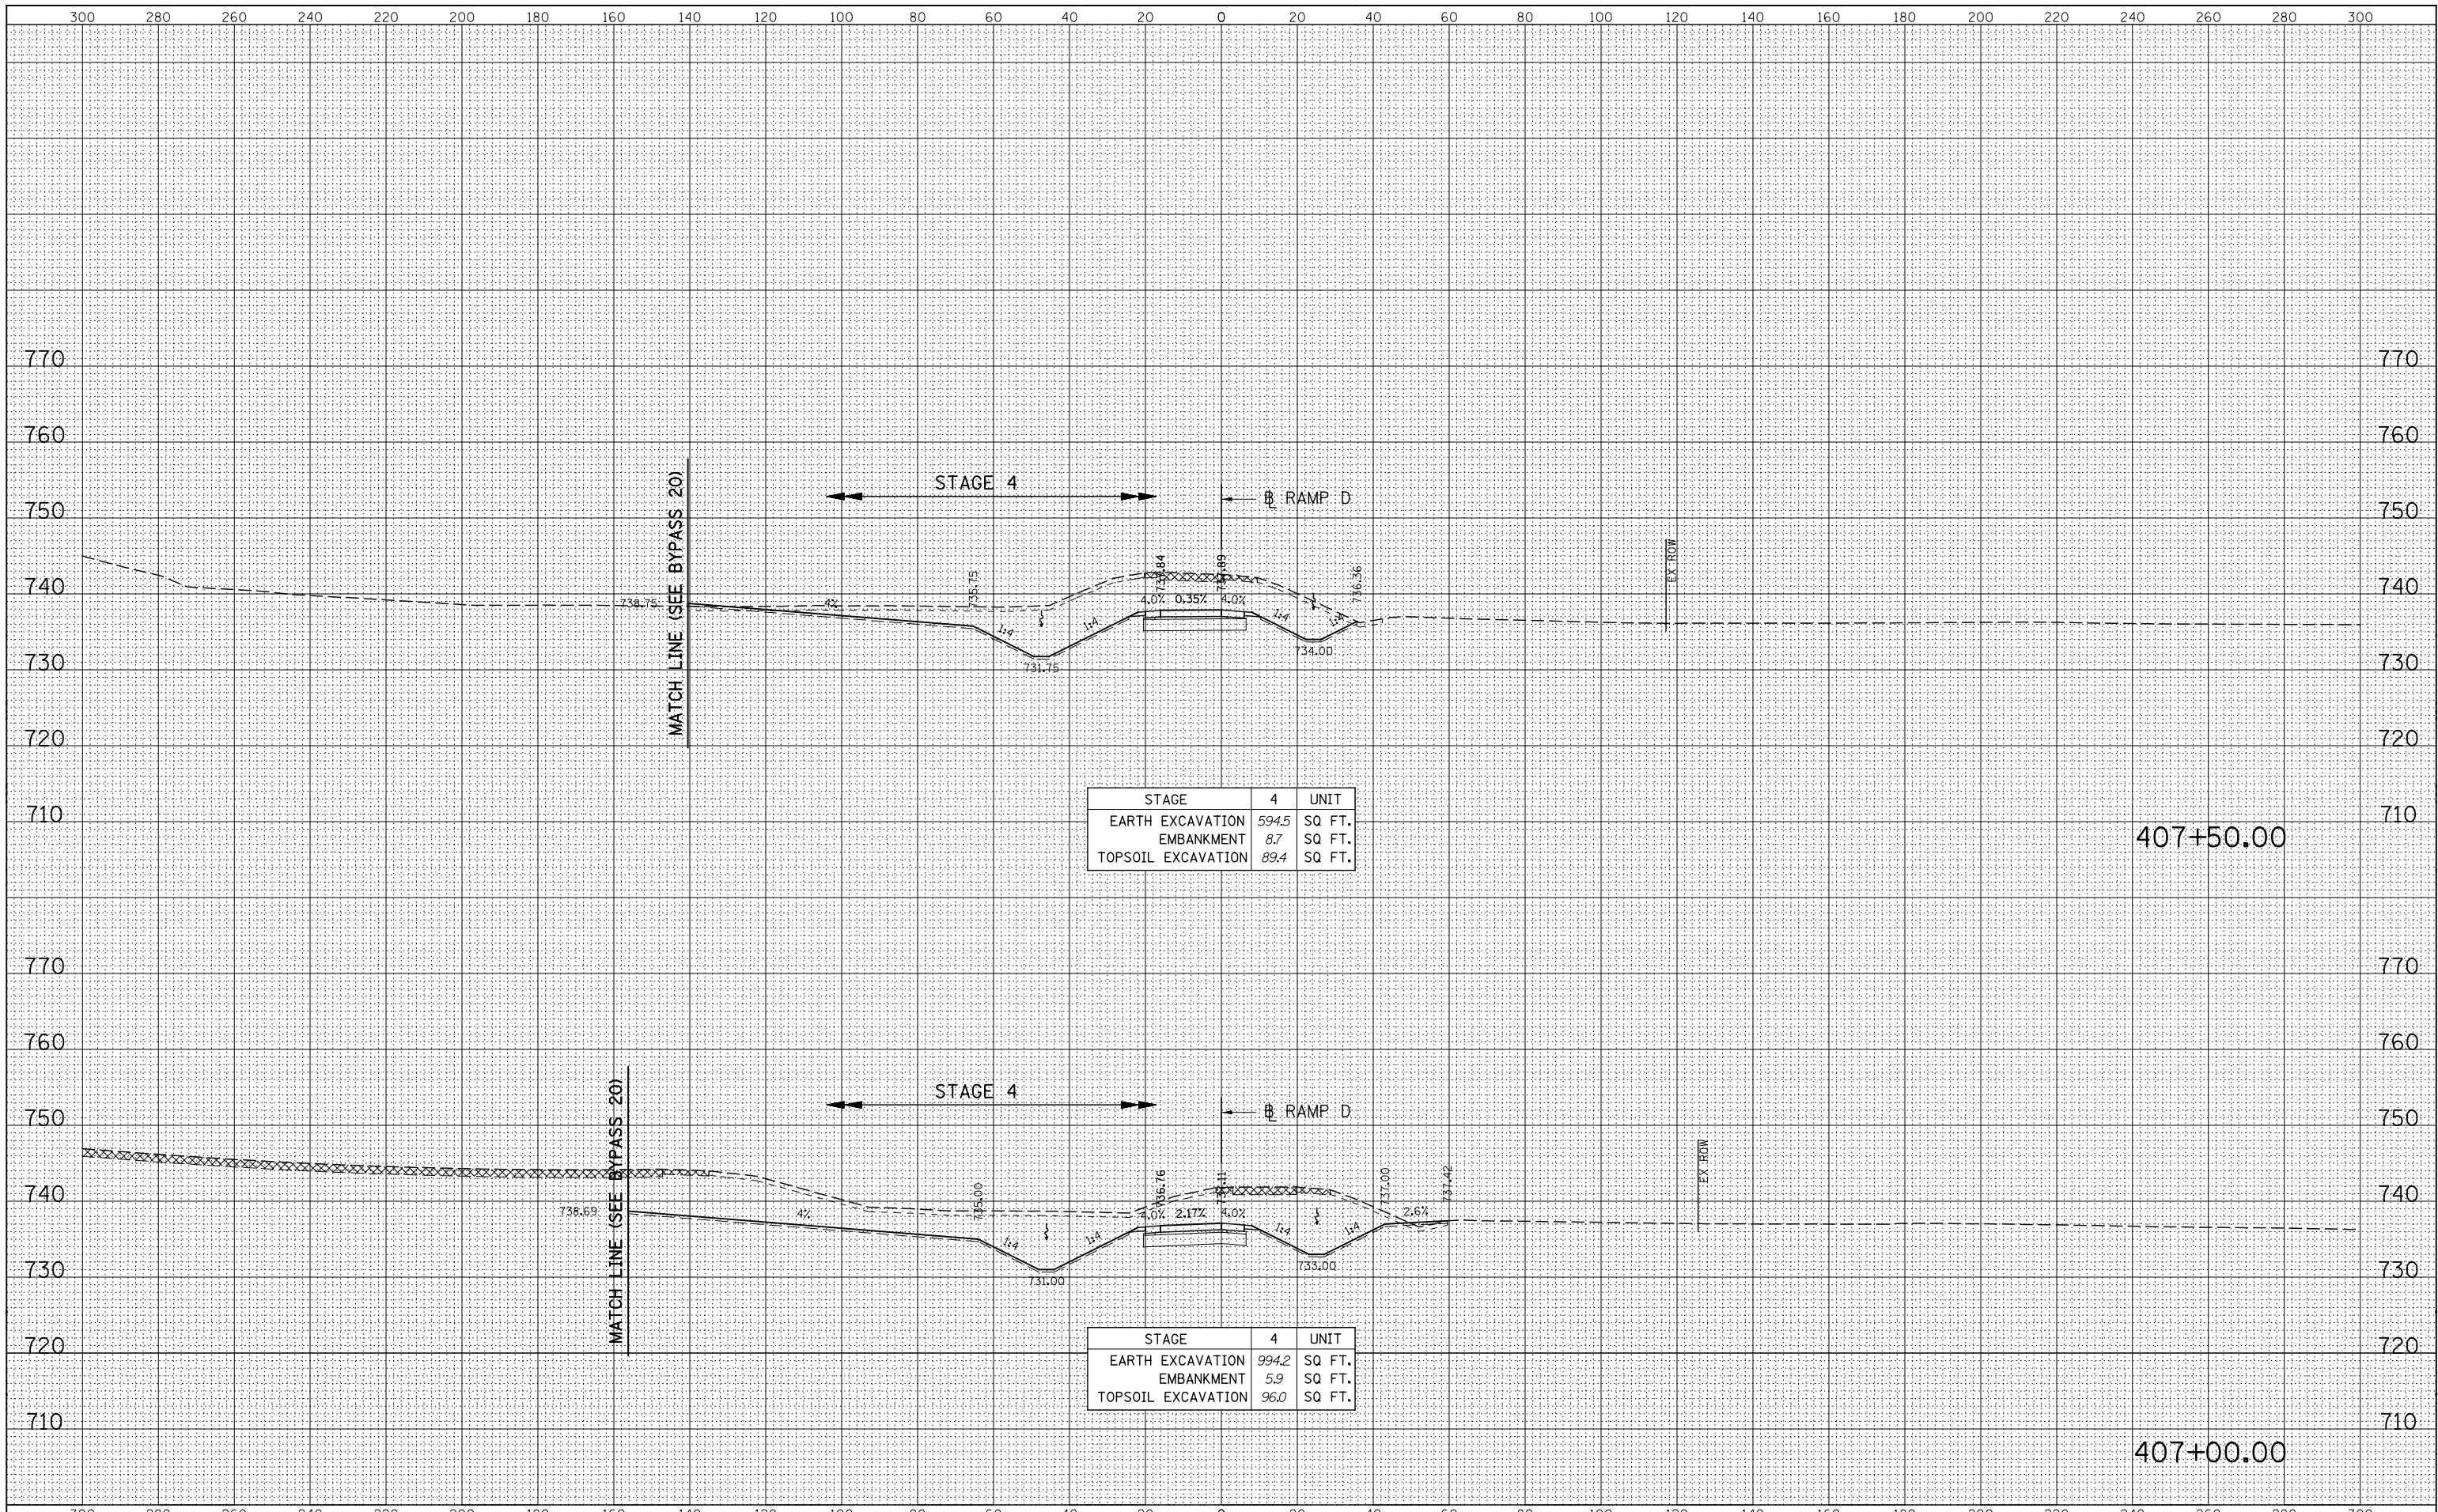 300 280 260 240 220 200 180 160 140 120 100 80 60 40 20 0 20 40 60 80 100 120 140 160 180 200 220 240 260 280 300
770 770
760 760
STAGE 4
750 RAMP D 750
MATCH LINE (SEE BYPASS 20)
EX ROW
740 740
738.75 4% 735.75 737.84 737.89 736.36
4.0% 0.35% 4.0%
1:4 1:4 1:4 1:4
731.75 734.00
730 730
720 720
STAGE 4 UNIT
EARTH EXCAVATION 594.5 SQ FT.
EMBANKMENT 8.7 SQ FT.
TOPSOIL EXCAVATION 89.4 SQ FT.
710 710
407+50.00
770 770
760 760
STAGE 4
750 RAMP D 750
MATCH LINE (SEE BYPASS 20)
EX ROW
740 740
738.69 4% 735.00 736.76 737.11 737.00 737.42
4.0% 2.17% 4.0% 2.6%
1:4 1:4 1:4 1:4
731.00 733.00
730 730
720 720
STAGE 4 UNIT
EARTH EXCAVATION 994.2 SQ FT.
EMBANKMENT 5.9 SQ FT.
TOPSOIL EXCAVATION 96.0 SQ FT.
710 710
407+00.00